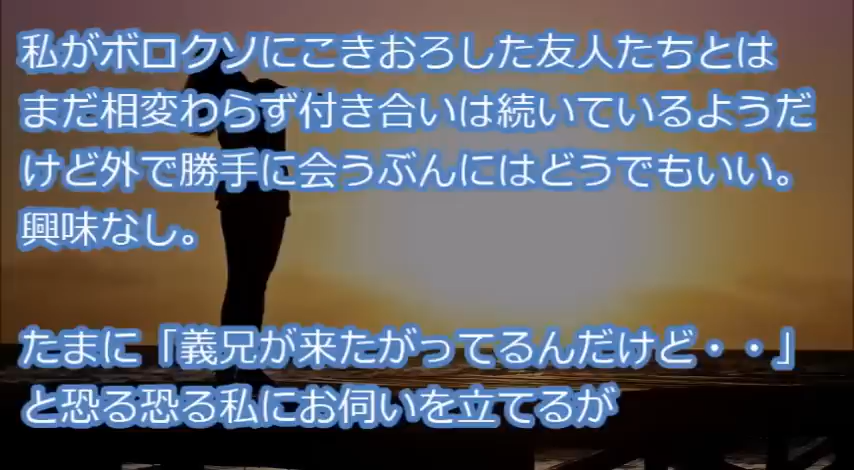 私がボロクソにこきおろした友人たちとは
まだ相変わらず付き合いは続いているようだ
けど外で勝手に会うぶんにはどうでもいい。
興味なし。
たまに「義兄が来たがってるんだけど・・」
と恐る恐る私にお伺いを立てるが